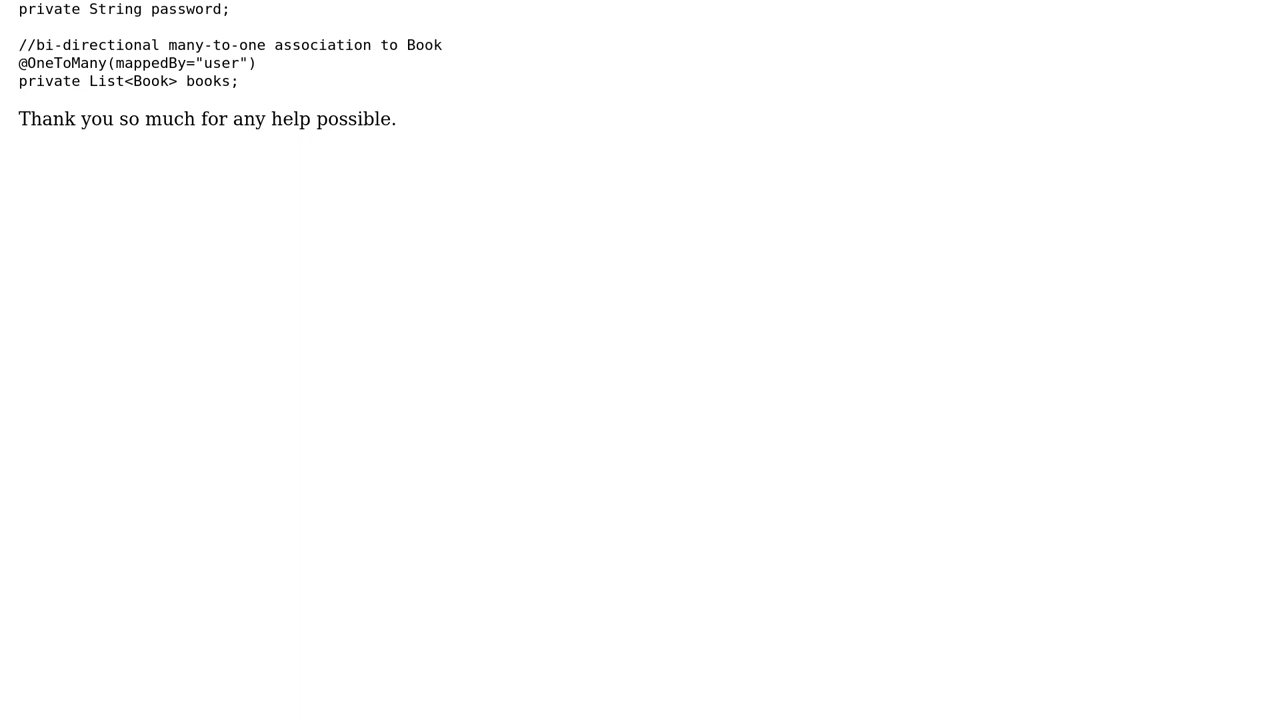 private String password;
//bi-directional many-to-one association to Book
@OneToMany(mappedBy="user")
private List<Book> books;
Thank you so much for any help possible.